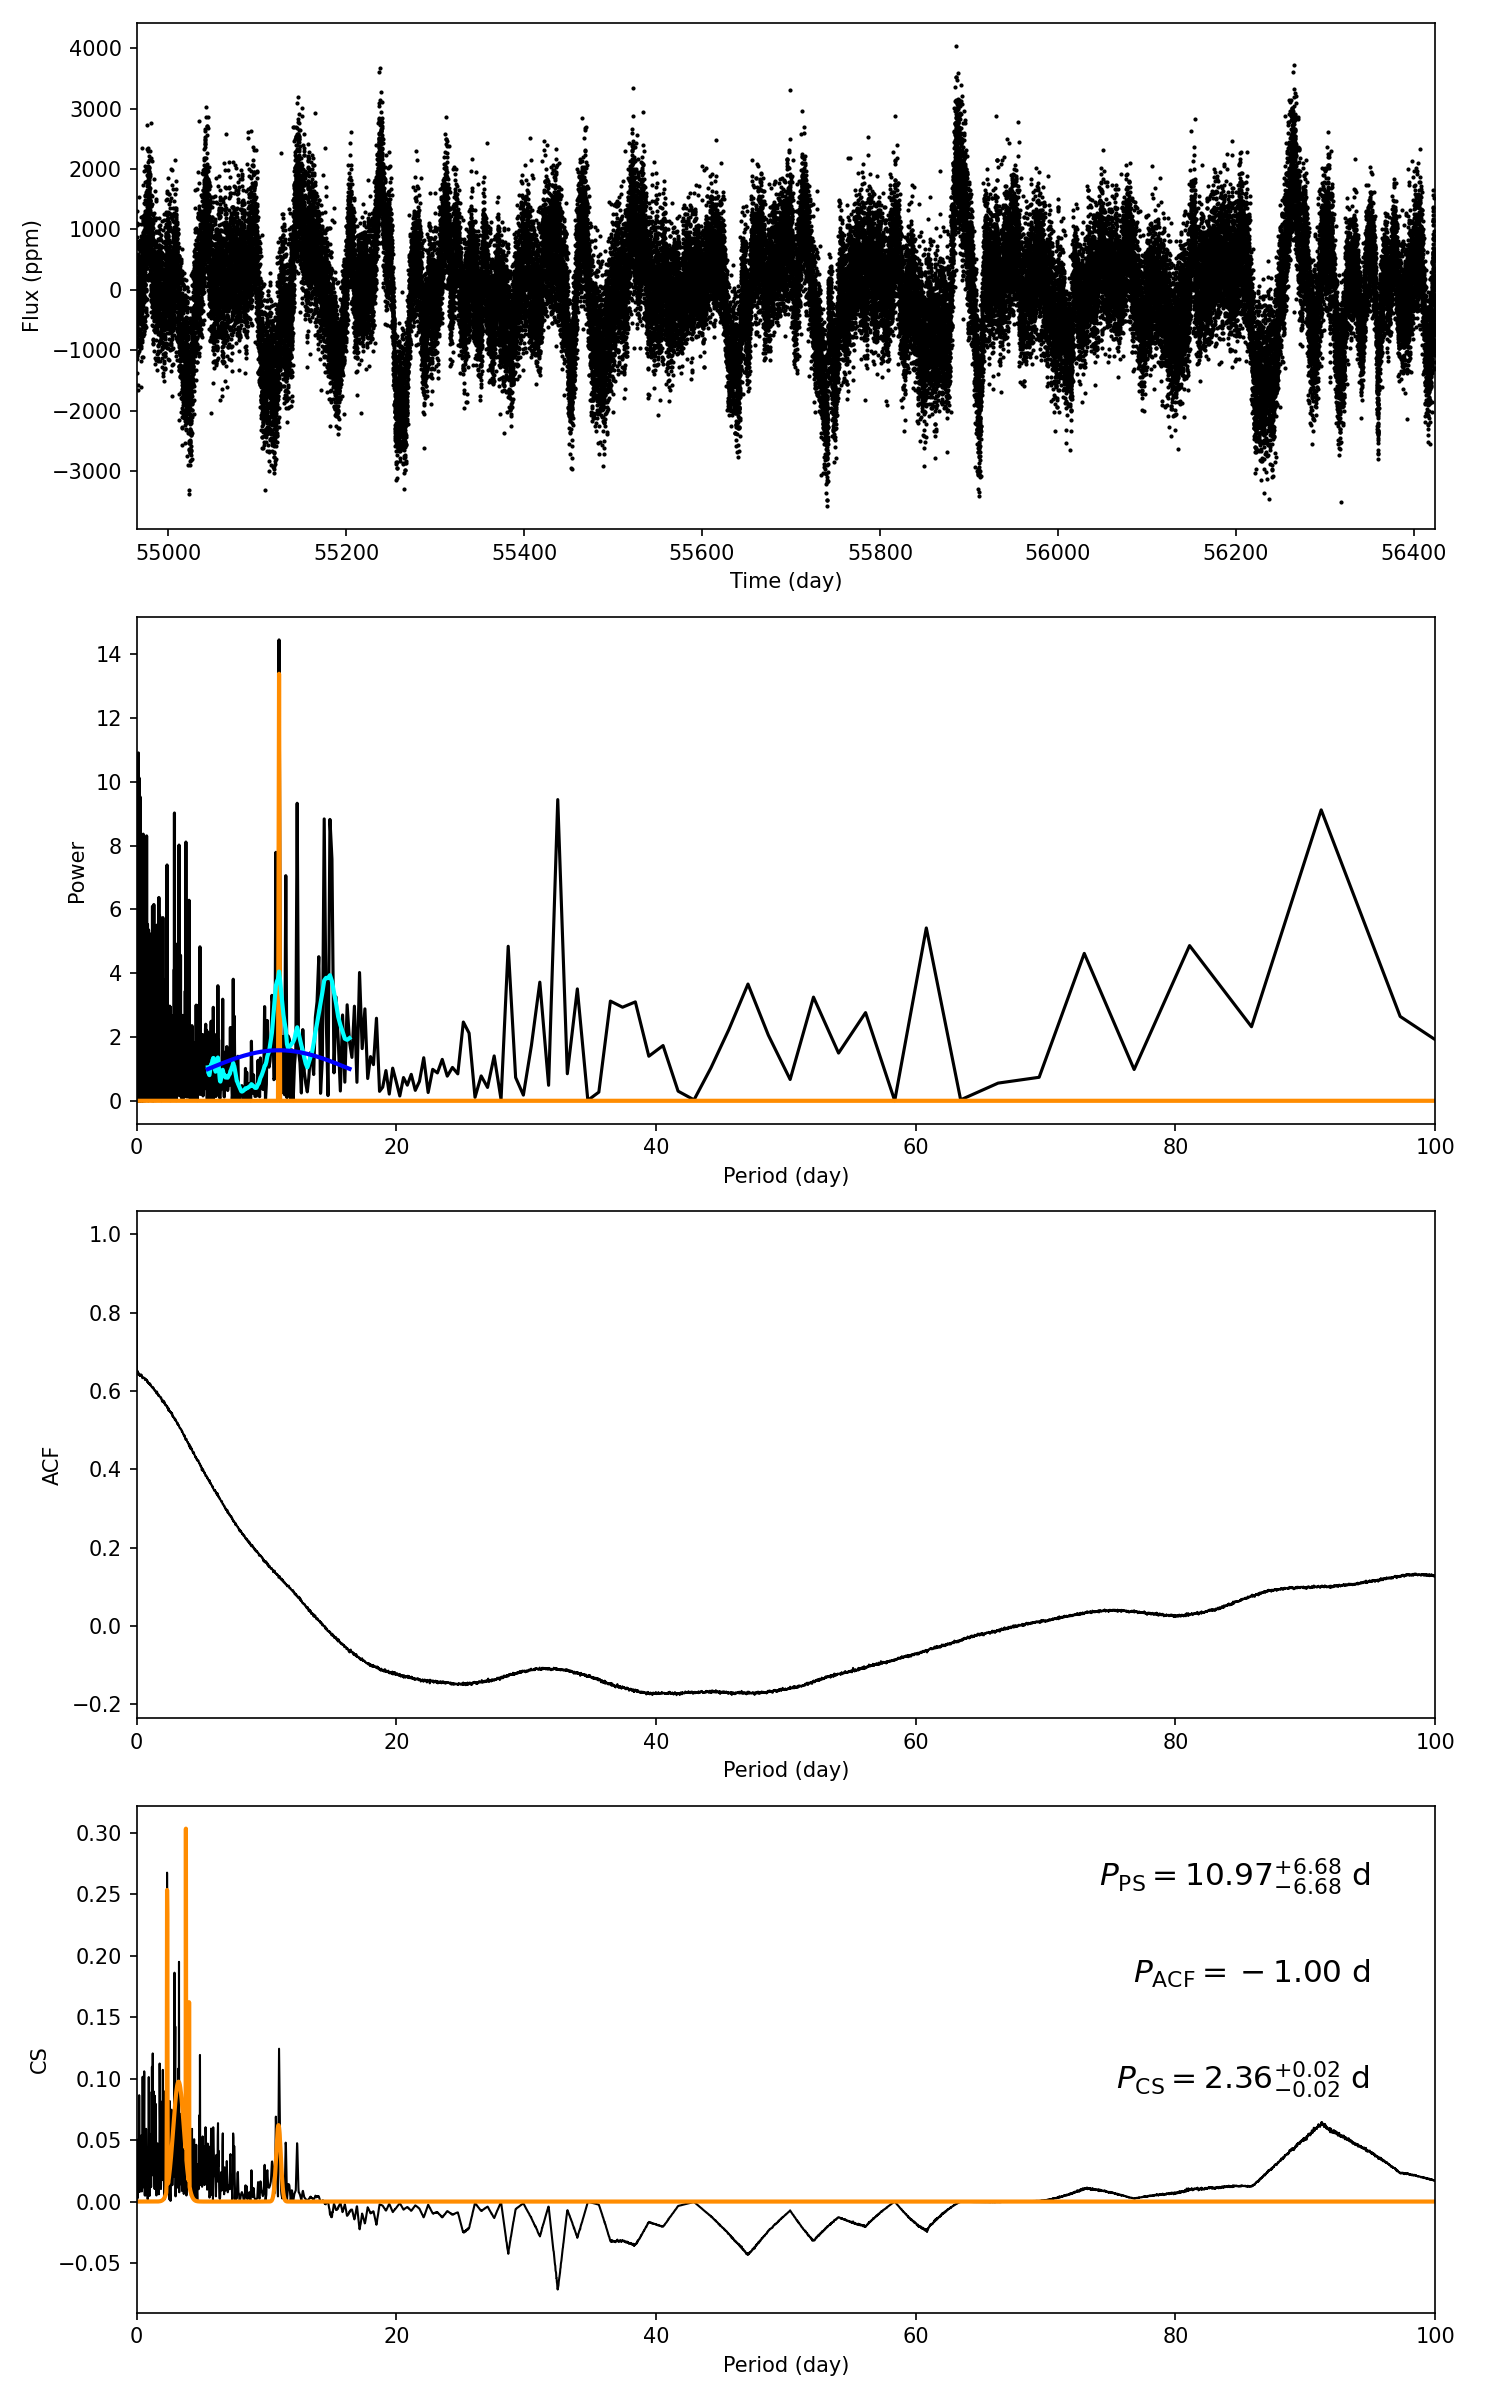 4000
3000
2000
1000
0
−1000
−2000
−3000
Flux (ppm)
55000 55200 55400 55600 55800 56000 56200 56400
Time (day)
14
12
10
8
6
4
2
0
Power
0 20 40 60 80 100
Period (day)
1.0
0.8
0.6
0.4
0.2
0.0
−0.2
ACF
0 20 40 60 80 100
Period (day)
0.30
0.25
0.20
0.15
0.10
0.05
0.00
−0.05
CS
P_PS = 10.97^{+6.68}_{−6.68} d
P_ACF = −1.00 d
P_CS = 2.36^{+0.02}_{−0.02} d
0 20 40 60 80 100
Period (day)